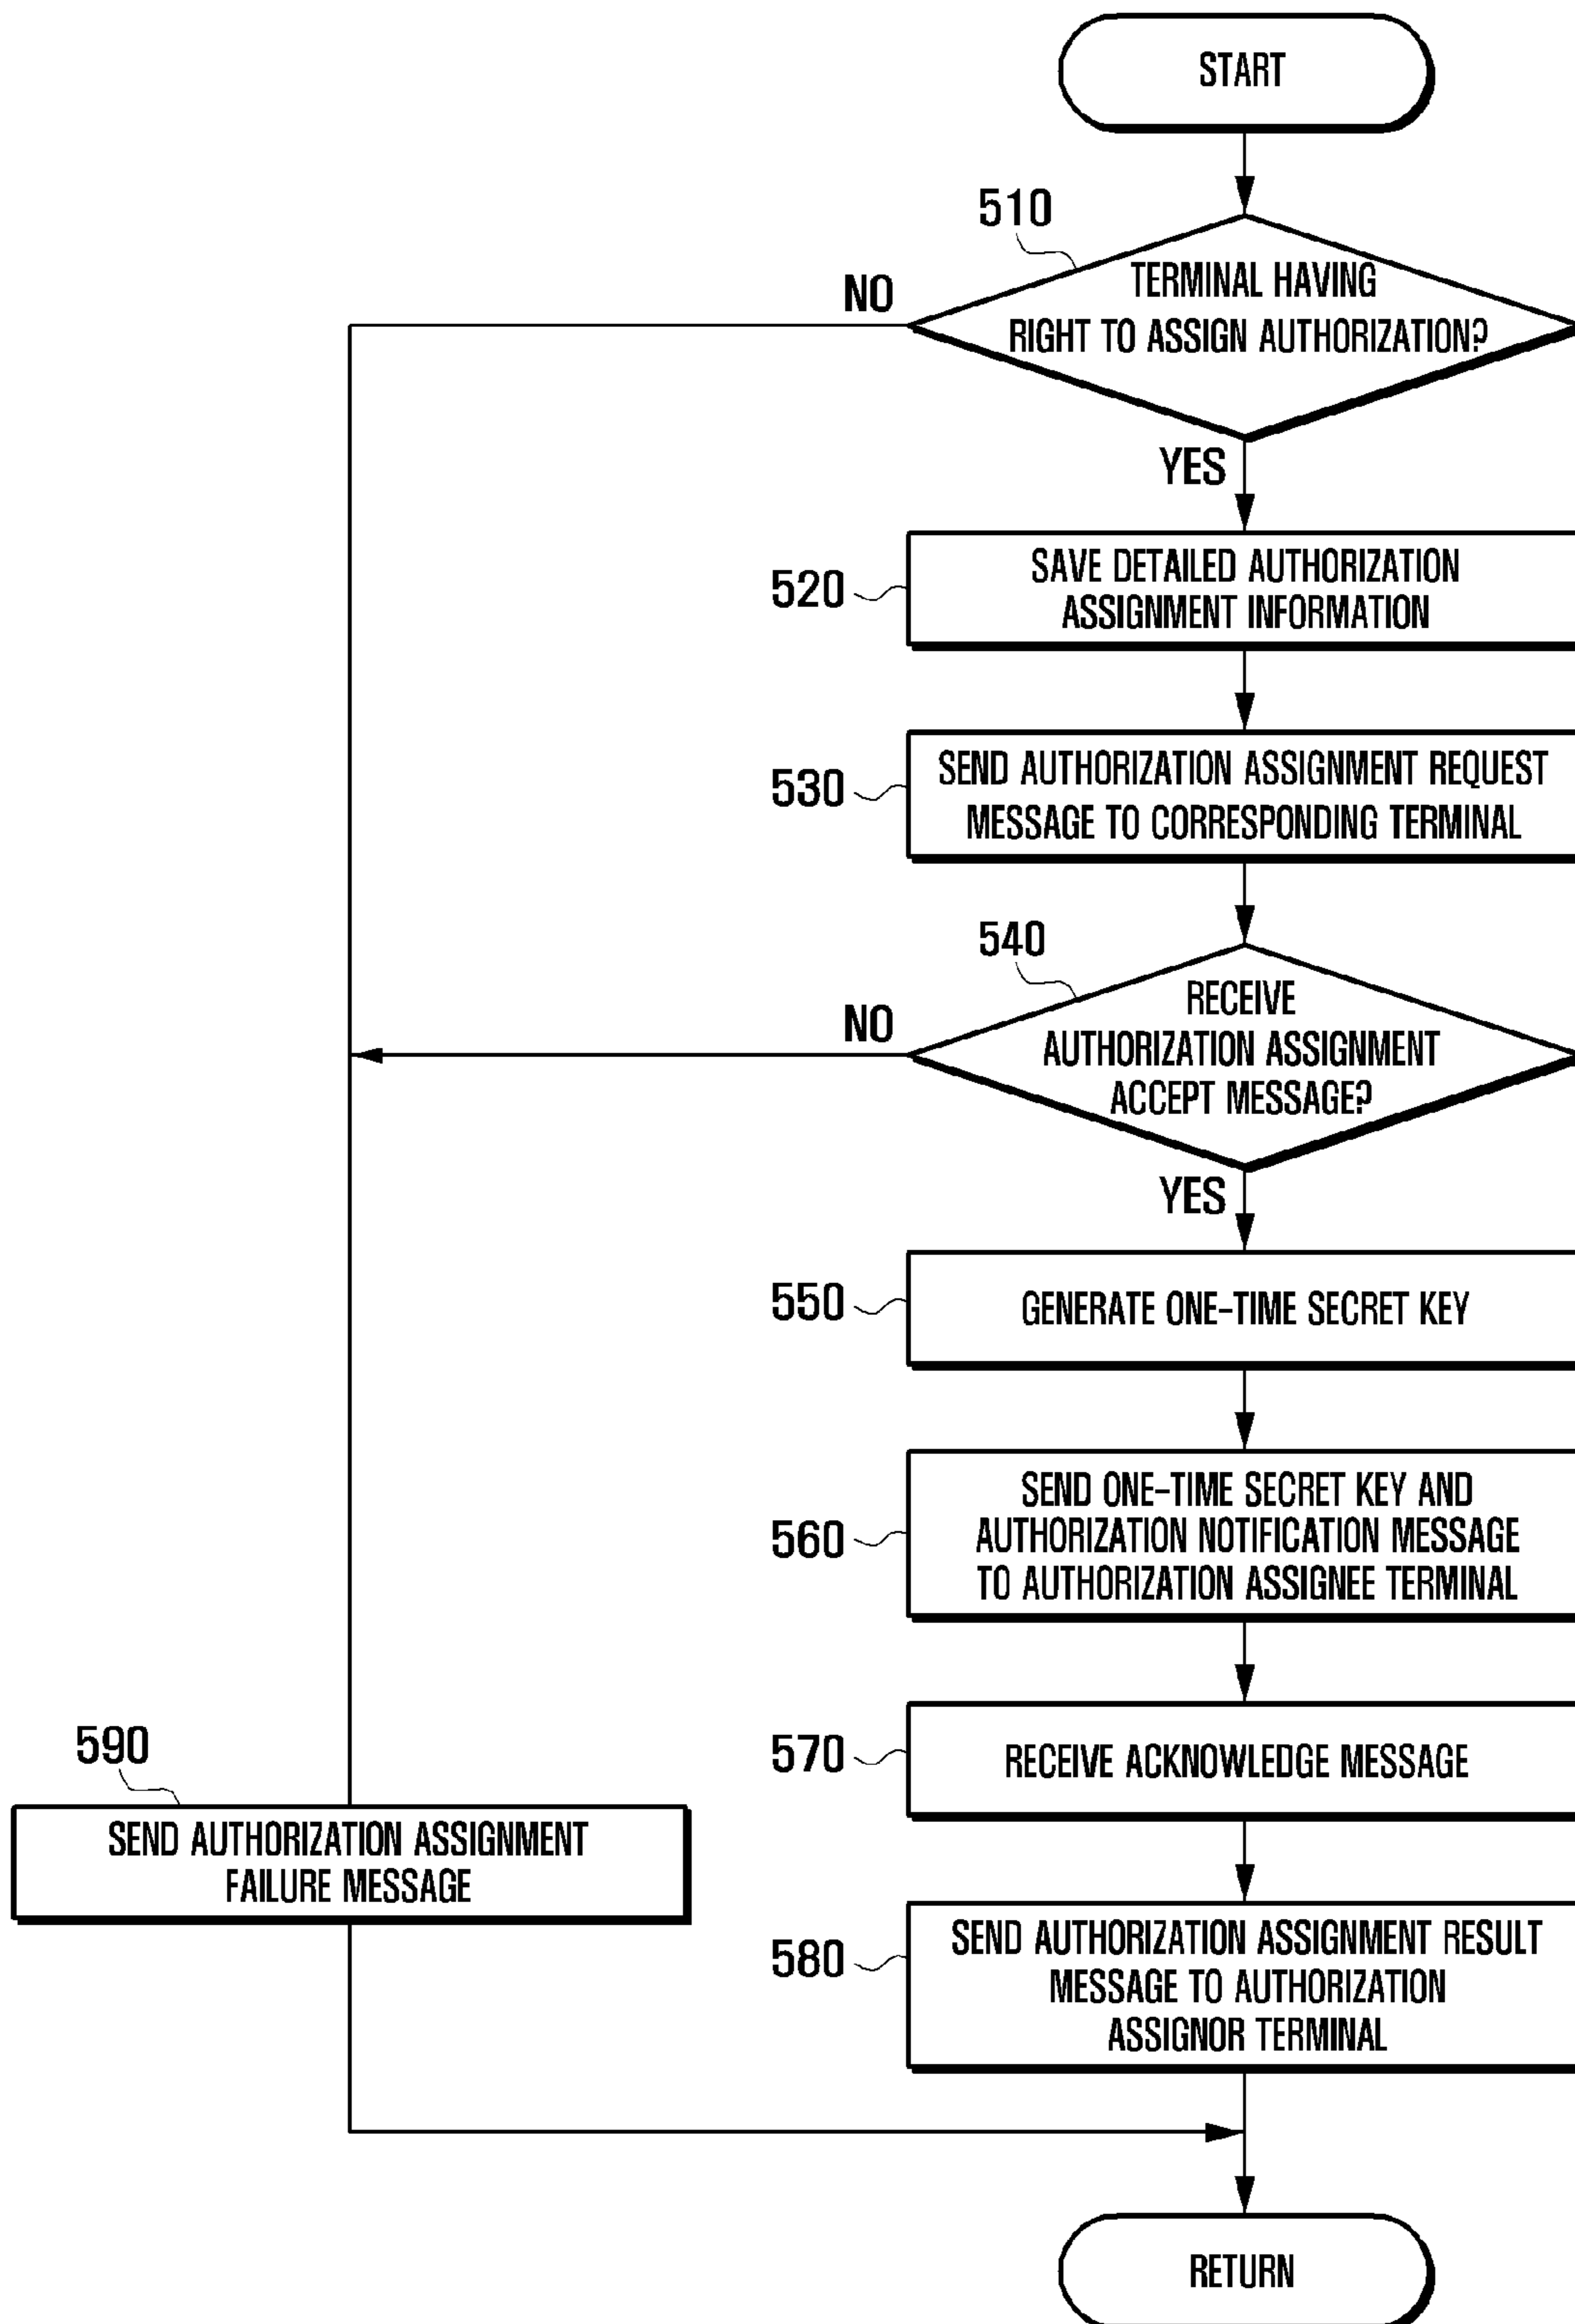 START
510
TERMINAL HAVING
RIGHT TO ASSIGN AUTHORIZATION?
NO
YES
520
SAVE DETAILED AUTHORIZATION
ASSIGNMENT INFORMATION
530
SEND AUTHORIZATION ASSIGNMENT REQUEST
MESSAGE TO CORRESPONDING TERMINAL
540
RECEIVE
AUTHORIZATION ASSIGNMENT
ACCEPT MESSAGE?
NO
YES
550
GENERATE ONE-TIME SECRET KEY
560
SEND ONE-TIME SECRET KEY AND
AUTHORIZATION NOTIFICATION MESSAGE
TO AUTHORIZATION ASSIGNEE TERMINAL
570
RECEIVE ACKNOWLEDGE MESSAGE
590
SEND AUTHORIZATION ASSIGNMENT
FAILURE MESSAGE
580
SEND AUTHORIZATION ASSIGNMENT RESULT
MESSAGE TO AUTHORIZATION
ASSIGNOR TERMINAL
RETURN